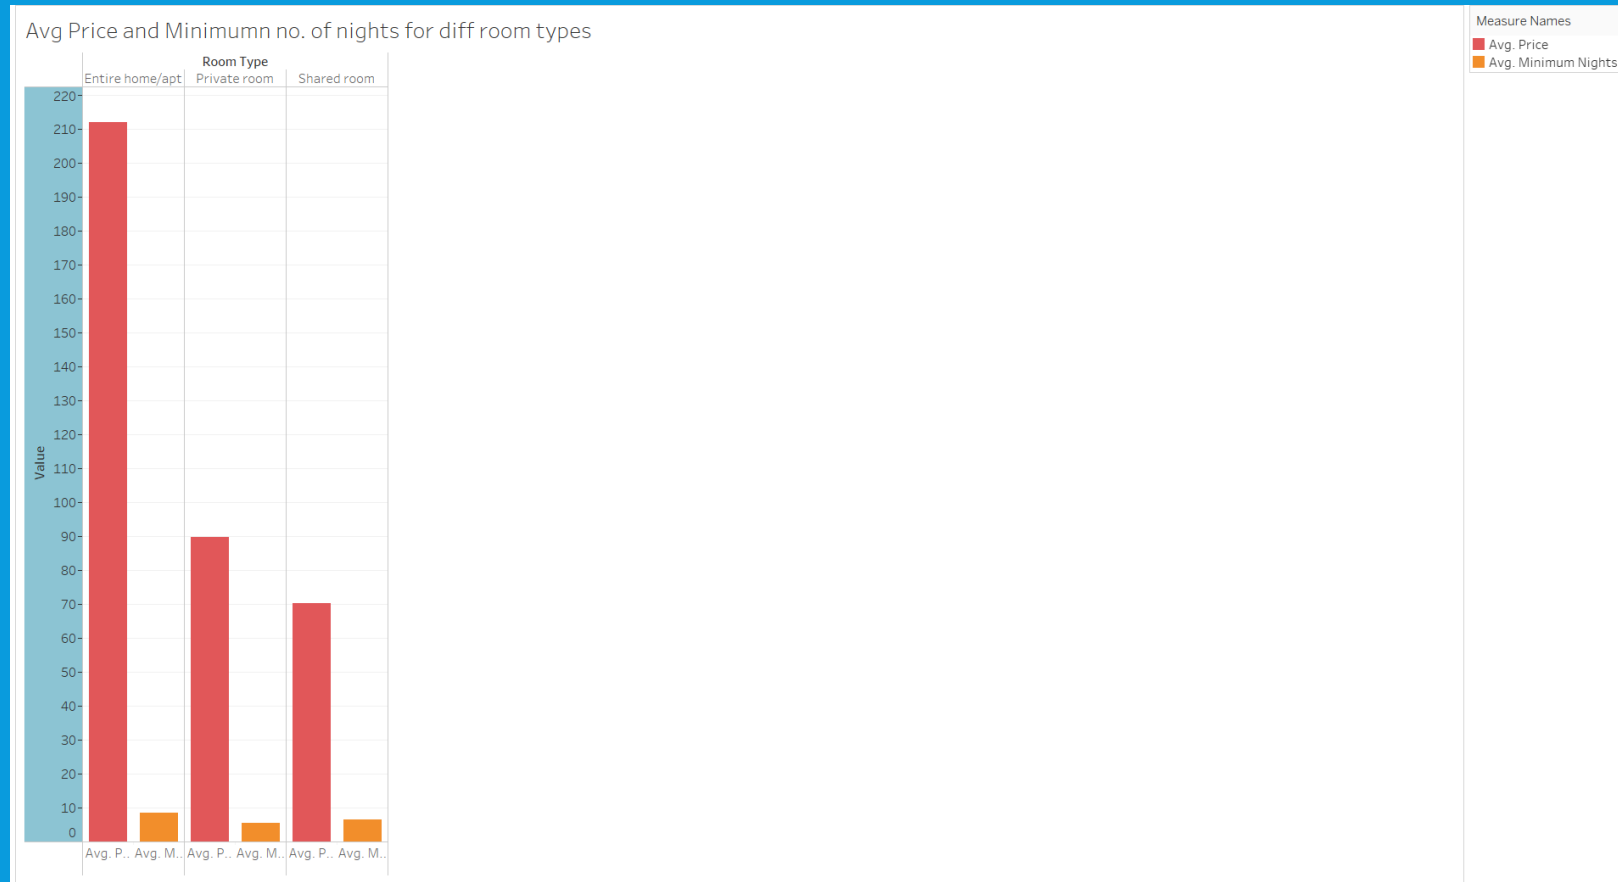 Avg Price and Minimumn no. of nights for diff room types
Measure Names
Avg. Price
Avg. Minimum Nights
Room Type
Entire home/apt Private room Shared room
220
210
200
190
180
170
160
150
140
130
120
110
100
90
80
70
60
50
40
30
20
10
0
Value
Avg. P.. Avg. M.. Avg. P.. Avg. M.. Avg. P.. Avg. M..